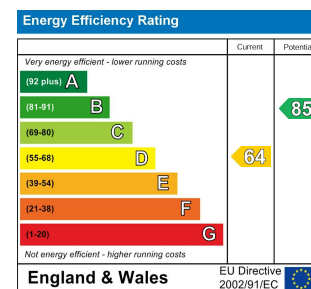 Energy Efficiency Rating
Current Potentia
Very energy efficient - lower running costs
(92 plus) A
(81-91) B
85
(69-80) C
(55-68) D
64
(39-54) E
(21-38) F
(1-20) G
Not energy efficient - higher running costs
England & Wales
EU Directive
2002/91/EC